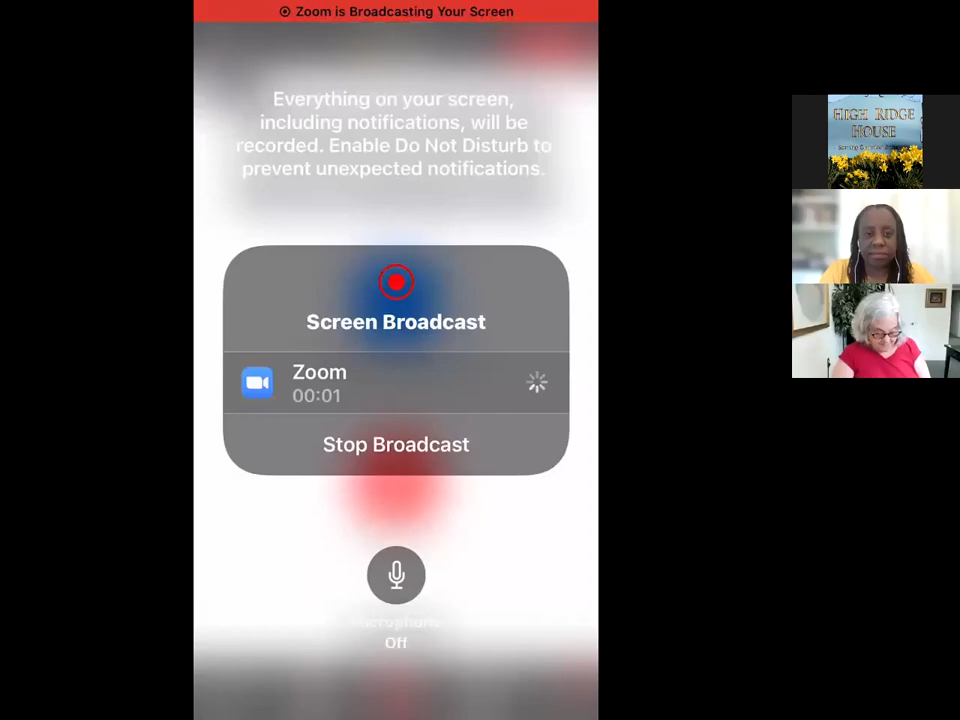 Zoom is Broadcasting Your Screen
Everything on your screen,
including notifications, will be
recorded. Enable Do Not Disturb to
prevent unexpected notifications.
Screen Broadcast
Zoom
00:01
Stop Broadcast
Microphone
Off
HIGH RIDGE
HOUSE